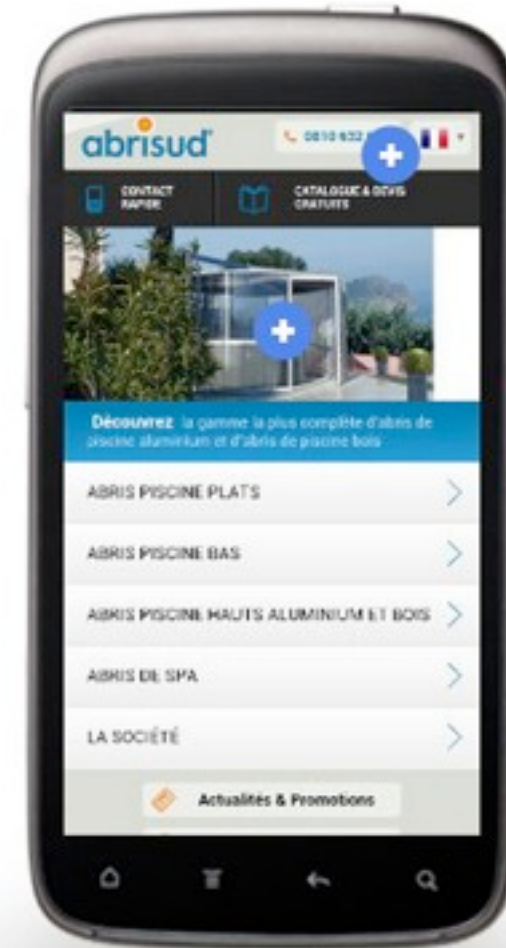 abrisud
0810 632
CONTACT
RAPIDE
CATALOGUE & DEVIS
GRATUITS
Découvrez la gamme la plus complète d'abris de
piscine aluminium et d'abris de piscine bois
ABRIS PISCINE PLATS
ABRIS PISCINE BAS
ABRIS PISCINE HAUTS ALUMINIUM ET BOIS
ABRIS DE SPA
LA SOCIÉTÉ
Actualités & Promotions